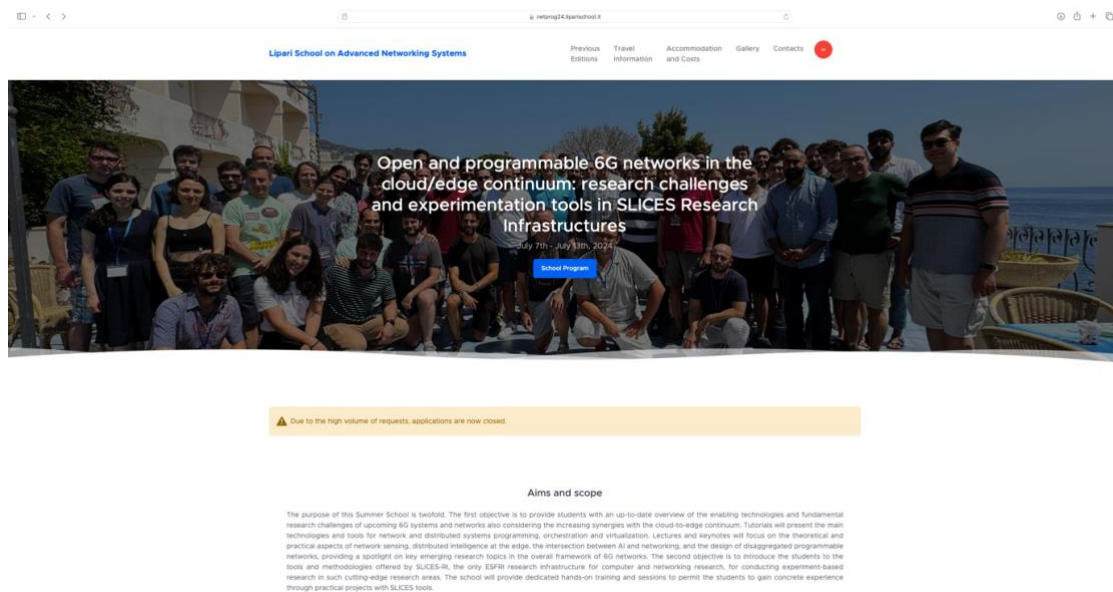 netprog24.liparischool.it
Lipari School on Advanced Networking Systems
Previous
Editions
Travel
Information
Accommodation
and Costs
Gallery
Contacts
Open and programmable 6G networks in the
cloud/edge continuum: research challenges
and experimentation tools in SLICES Research
Infrastructures
July 7th - July 13th, 2024
School Program
Due to the high volume of requests, applications are now closed.
Aims and scope
The purpose of this Summer School is twofold. The first objective is to provide students with an up-to-date overview of the enabling technologies and fundamental
research challenges of upcoming 6G systems and networks also considering the increasing synergies with the cloud-to-edge continuum. Tutorials will present the main
technologies and tools for network and distributed systems programming, orchestration and virtualization. Lectures and keynotes will focus on the theoretical and
practical aspects of network sensing, distributed intelligence at the edge, the intersection between AI and networking, and the design of disaggregated programmable
networks, providing a spotlight on key emerging research topics in the overall framework of 6G networks. The second objective is to introduce the students to the
tools and methodologies offered by SLICES-RI, the only ESFRI research infrastructure for computer and networking research, for conducting experiment-based
research in such cutting-edge research areas. The school will provide dedicated hands-on training and sessions to permit the students to gain concrete experience
through practical projects with SLICES tools.